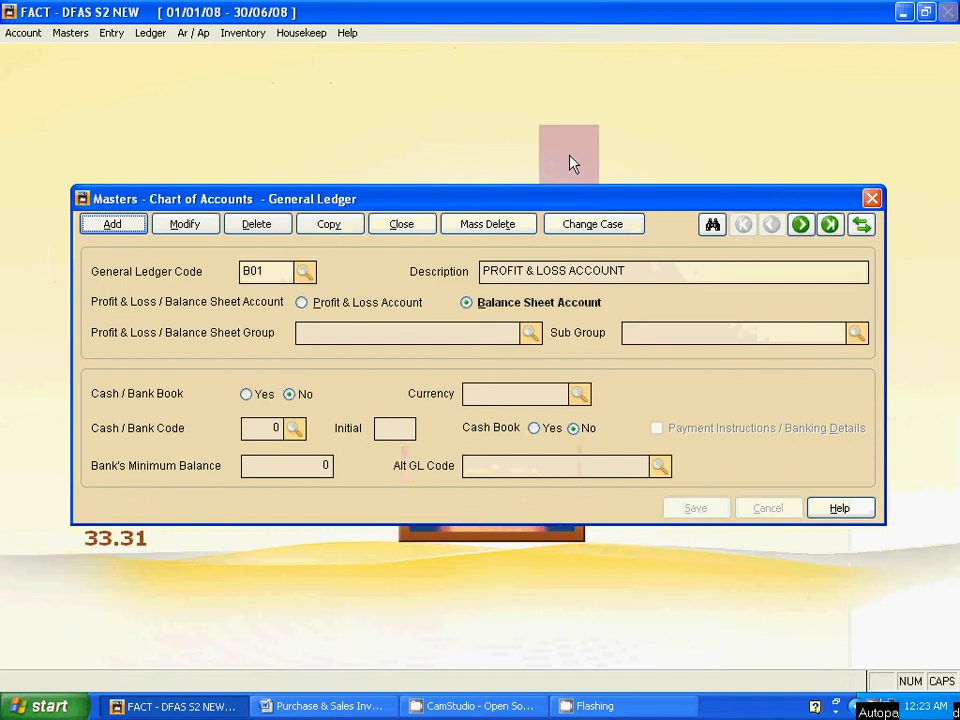 FACT - DFAS S2 NEW [ 01/01/08 - 30/06/08 ]
Account Masters Entry Ledger Ar / Ap Inventory Housekeep Help
Masters - Chart of Accounts - General Ledger
Add Modify Delete Copy Close Mass Delete Change Case
General Ledger Code B01 Description PROFIT & LOSS ACCOUNT
Profit & Loss / Balance Sheet Account Profit & Loss Account Balance Sheet Account
Profit & Loss / Balance Sheet Group Sub Group
Cash / Bank Book Yes No Currency
Cash / Bank Code 0 Initial Cash Book Yes No Payment Instructions / Banking Details
Bank's Minimum Balance 0 Alt GL Code
Save Cancel Help
33.31
NUM CAPS
start FACT - DFAS S2 NEW... Purchase & Sales Inv... CamStudio - Open So... Flashing 12:23 AM
Autopa